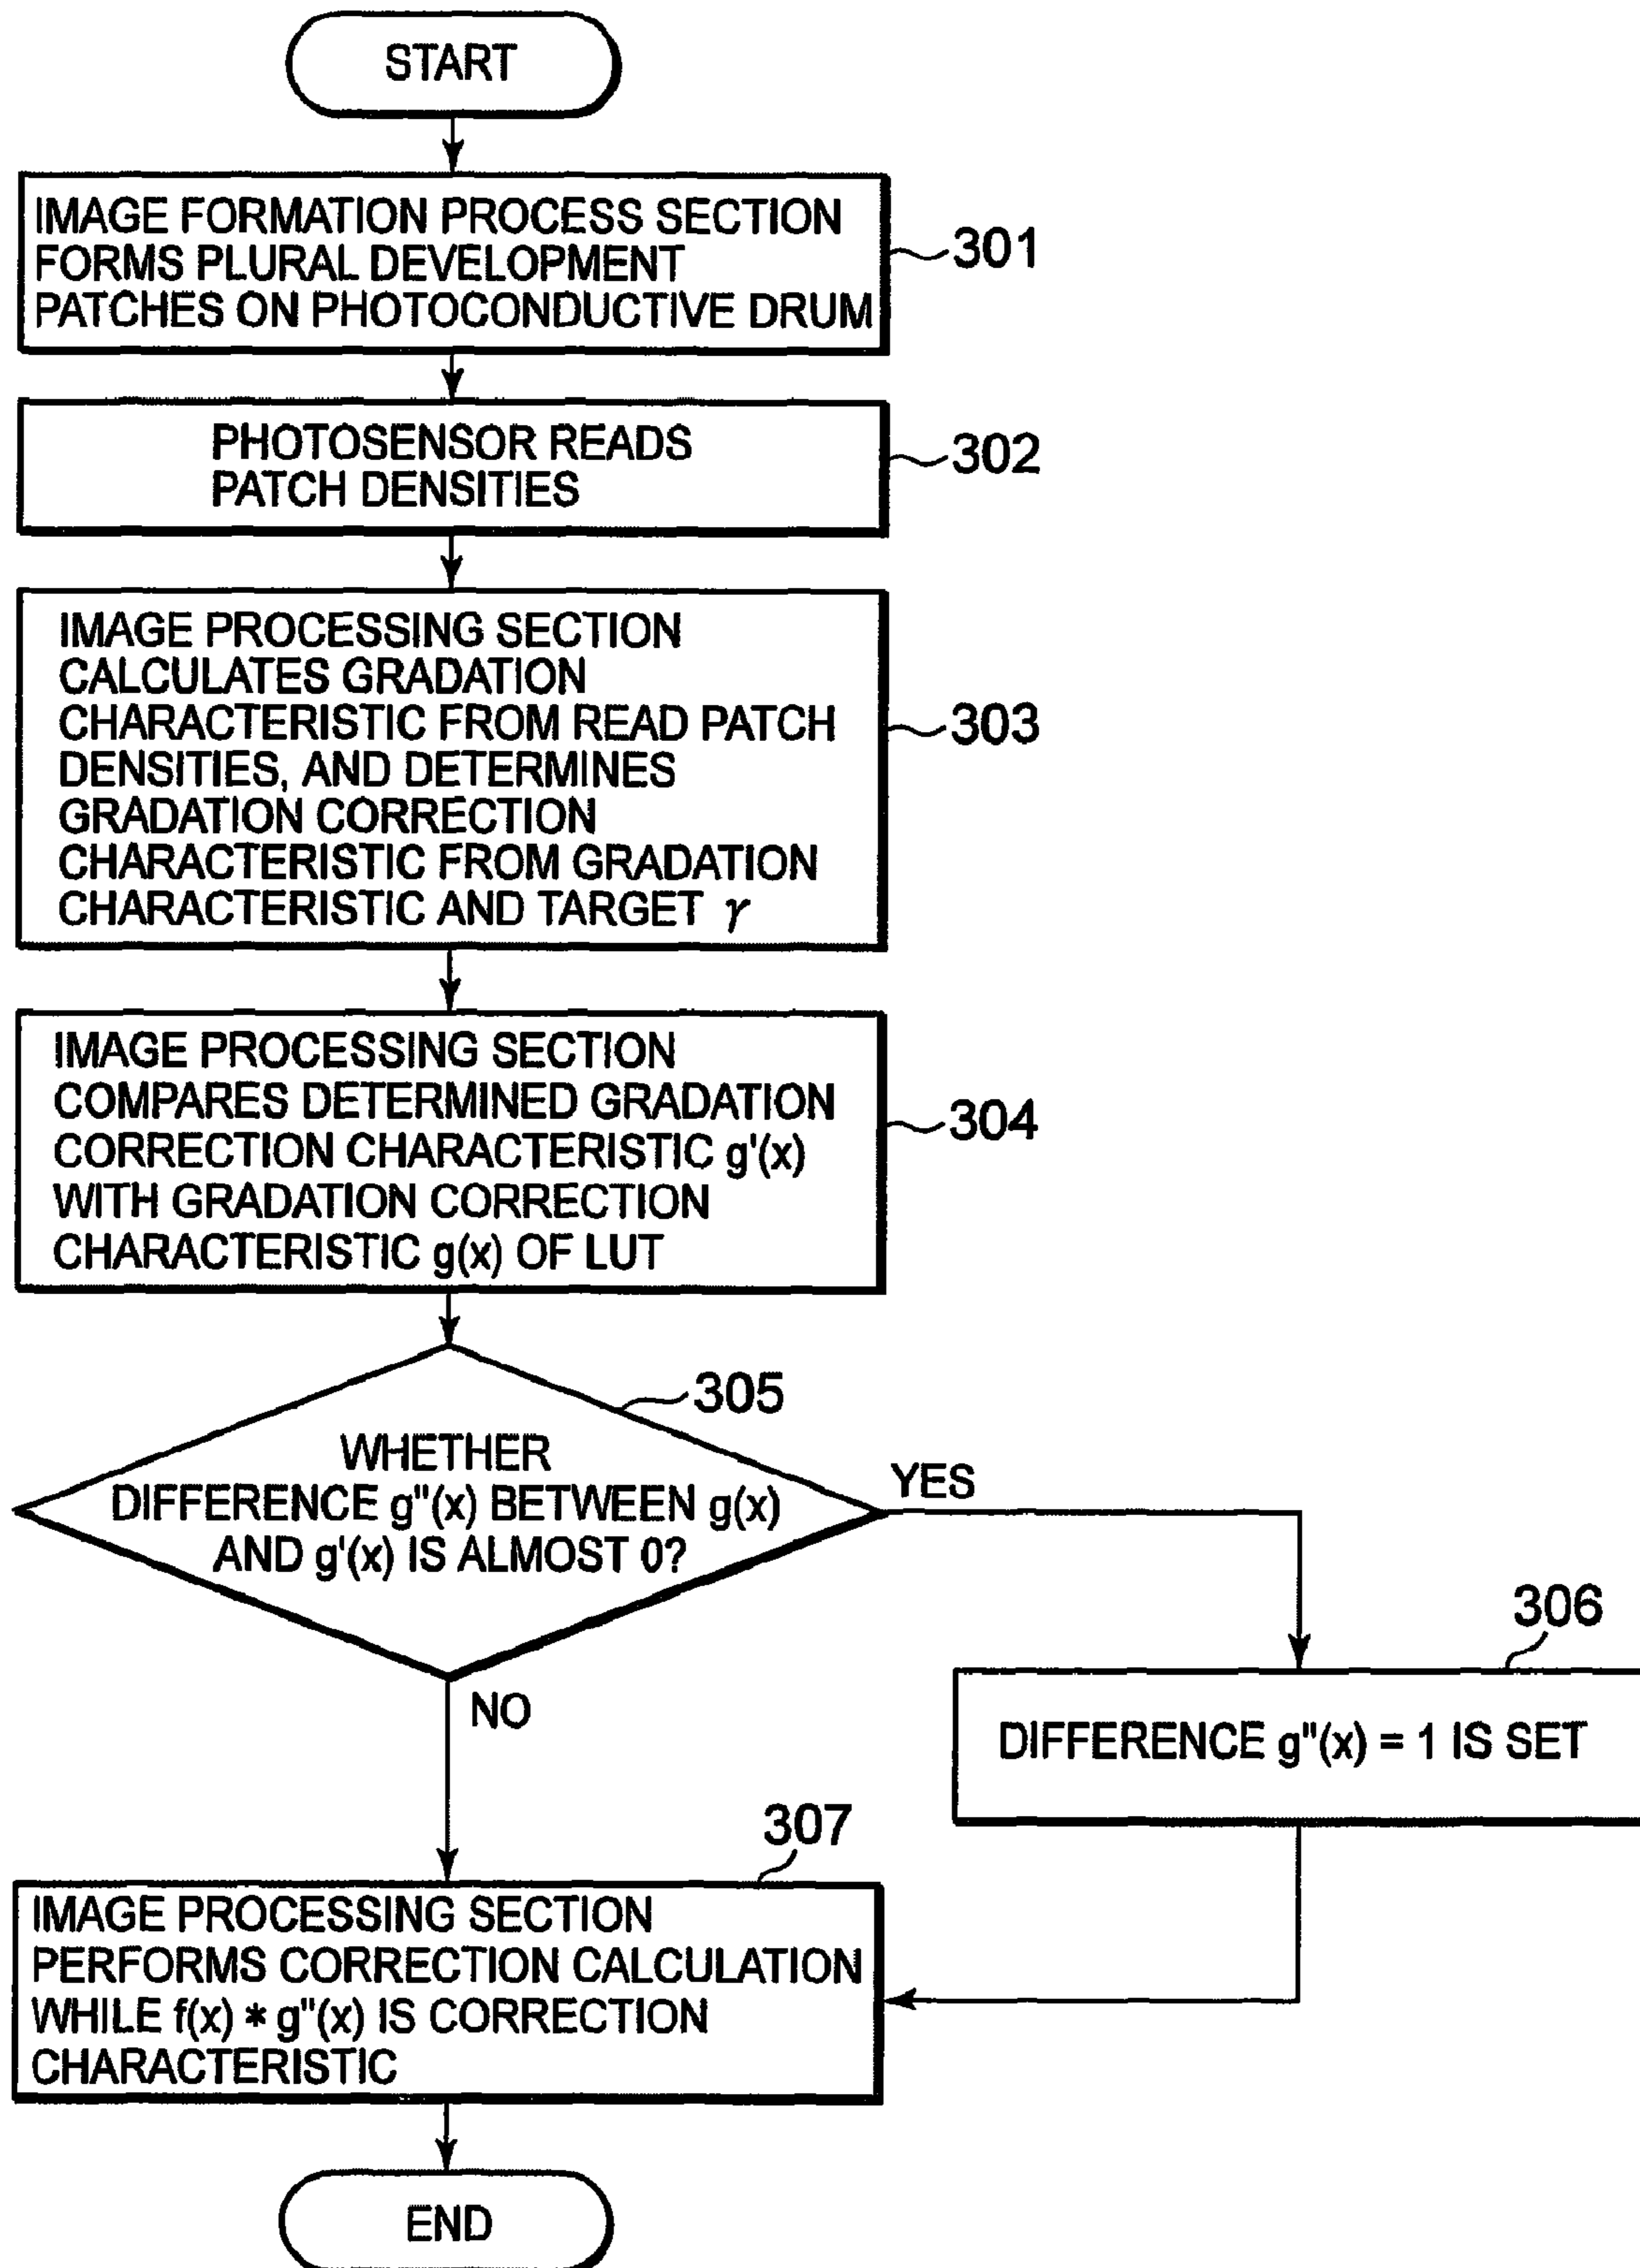 START
IMAGE FORMATION PROCESS SECTION
FORMS PLURAL DEVELOPMENT
PATCHES ON PHOTOCONDUCTIVE DRUM
301
PHOTOSENSOR READS
PATCH DENSITIES
302
IMAGE PROCESSING SECTION
CALCULATES GRADATION
CHARACTERISTIC FROM READ PATCH
DENSITIES, AND DETERMINES
GRADATION CORRECTION
CHARACTERISTIC FROM GRADATION
CHARACTERISTIC AND TARGET γ
303
IMAGE PROCESSING SECTION
COMPARES DETERMINED GRADATION
CORRECTION CHARACTERISTIC g'(x)
WITH GRADATION CORRECTION
CHARACTERISTIC g(x) OF LUT
304
305
WHETHER
DIFFERENCE g"(x) BETWEEN g(x)
AND g'(x) IS ALMOST 0?
YES
NO
306
DIFFERENCE g"(x) = 1 IS SET
307
IMAGE PROCESSING SECTION
PERFORMS CORRECTION CALCULATION
WHILE f(x) * g"(x) IS CORRECTION
CHARACTERISTIC
END